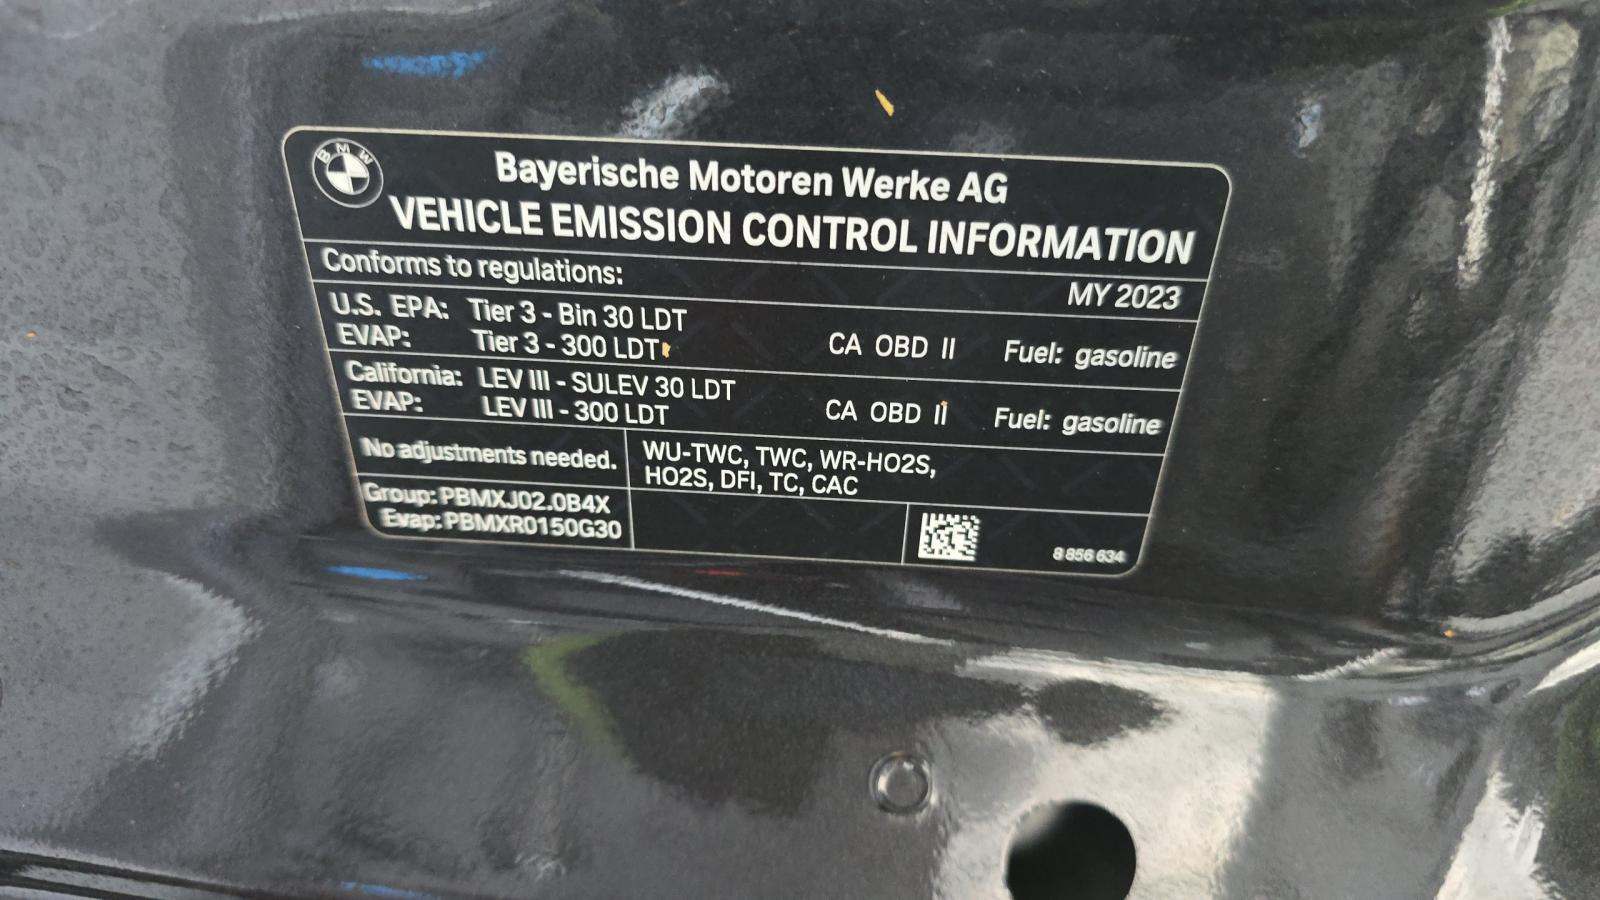 BMW
Bayerische Motoren Werke AG
VEHICLE EMISSION CONTROL INFORMATION
Conforms to regulations:
MY 2023
U.S. EPA: Tier 3 - Bin 30 LDT
EVAP: Tier 3 - 300 LDT CA OBD II Fuel: gasoline
California: LEV III - SULEV 30 LDT
EVAP: LEV III - 300 LDT CA OBD II Fuel: gasoline
No adjustments needed.
WU-TWC, TWC, WR-HO2S,
HO2S, DFI, TC, CAC
Group: PBMXJ02.0B4X
Evap: PBMXR0150G30
8 856 634